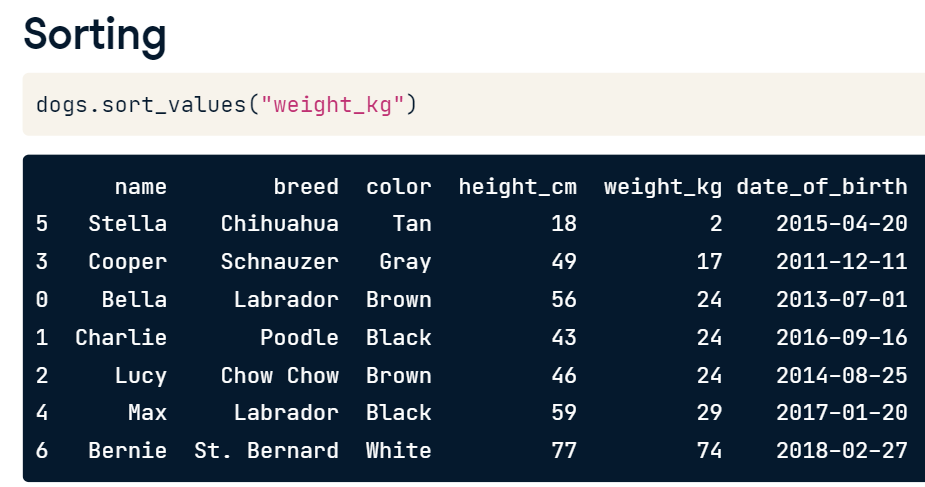 Sorting
dogs.sort_values("weight_kg")
name breed color height_cm weight_kg date_of_birth
5 Stella Chihuahua Tan 18 2 2015-04-20
3 Cooper Schnauzer Gray 49 17 2011-12-11
0 Bella Labrador Brown 56 24 2013-07-01
1 Charlie Poodle Black 43 24 2016-09-16
2 Lucy Chow Chow Brown 46 24 2014-08-25
4 Max Labrador Black 59 29 2017-01-20
6 Bernie St. Bernard White 77 74 2018-02-27